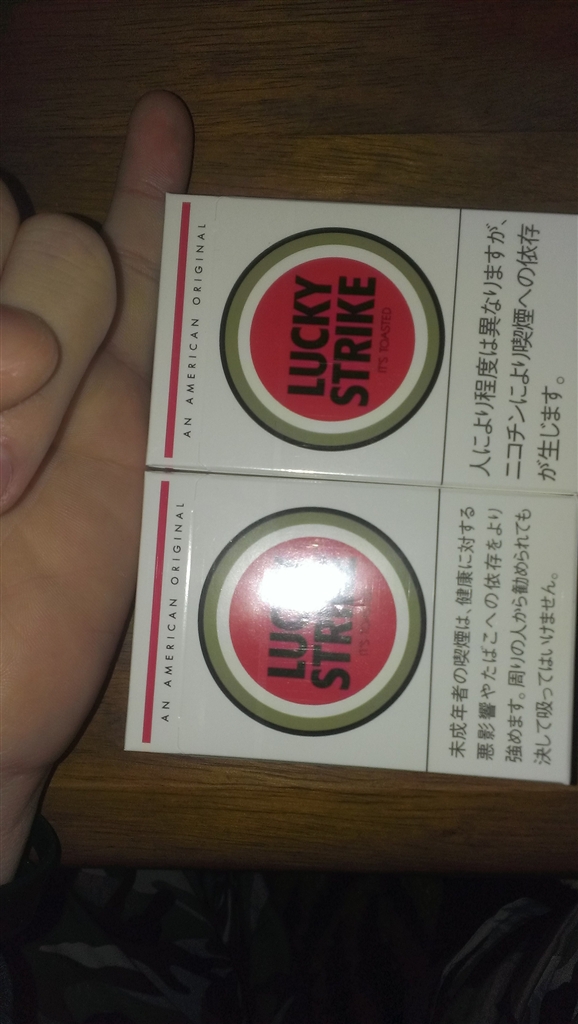 AN AMERICAN ORIGINAL
LUCKY
STRIKE
未成年者の喫煙は、健康に対する
悪影響やたばこへの依存をより
強めます。周りの人から勧められても
決して吸ってはいけません。
AN AMERICAN ORIGINAL
LUCKY
STRIKE
IT'S TOASTED
人により程度は異なりますが、
ニコチンにより喫煙への依存
が生じます。